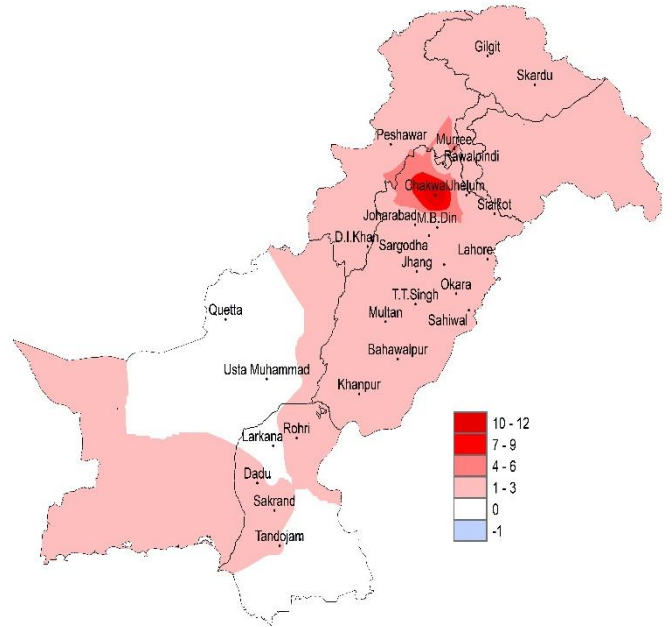 Gilgit
Skardu
Peshawar
Murree
Rawalpindi
Chakwal Jhelum
Sialkot
Joharabad M.B.Din
D.I.Khan
Sargodha
Lahore
Jhang
Okara
T.T.Singh
Quetta
Multan
Sahiwal
Bahawalpur
Usta Muhammad
Khanpur
10 - 12
7 - 9
4 - 6
1 - 3
0
-1
Larkana Rohri
Dadu
Sakrand
Tandojam